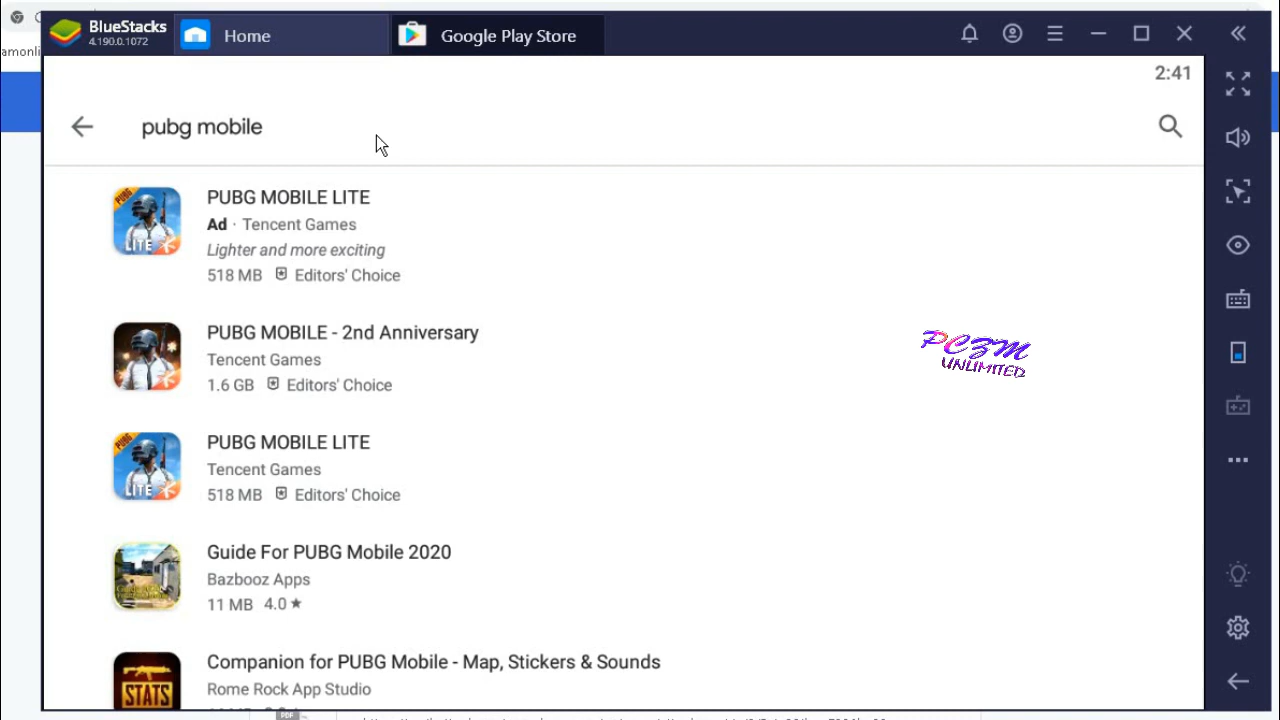 BlueStacks
4.190.0.1072
Home
Google Play Store
amonli
2:41
pubg mobile
PUBG MOBILE LITE
Ad · Tencent Games
Lighter and more exciting
518 MB Editors' Choice
PUBG MOBILE - 2nd Anniversary
Tencent Games
1.6 GB Editors' Choice
PCZM
UNLIMITED
PUBG MOBILE LITE
Tencent Games
518 MB Editors' Choice
Guide For PUBG Mobile 2020
Bazbooz Apps
11 MB 4.0 ★
Companion for PUBG Mobile - Map, Stickers & Sounds
STATS
Rome Rock App Studio
PDF